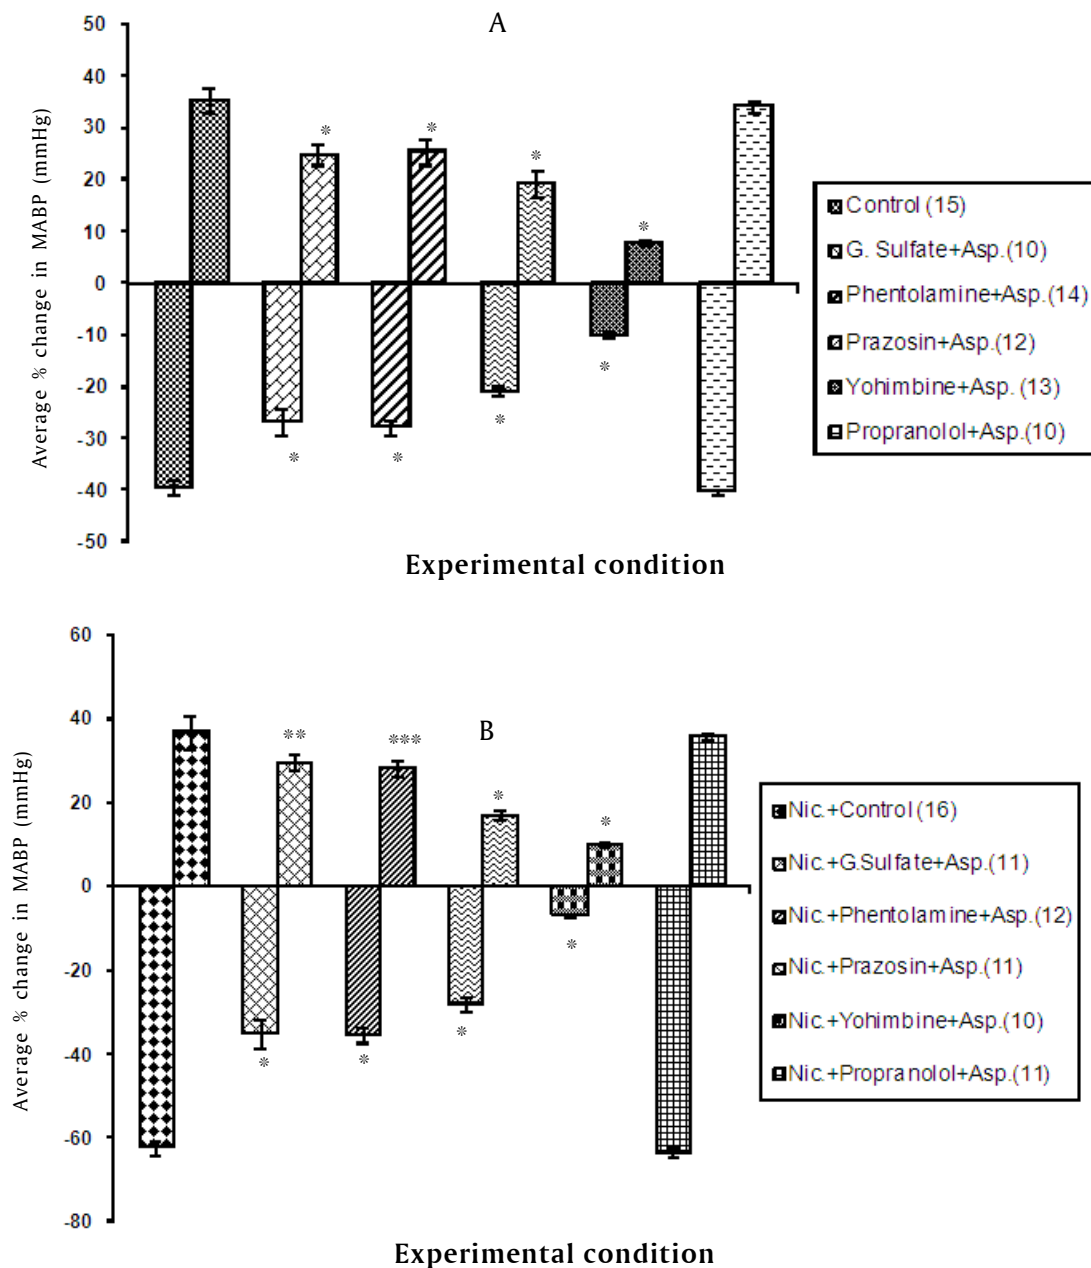 A
Average % change in MABP (mmHg)
50
40
30
20
10
0
-10
-20
-30
-40
-50
*
*
*
*
*
*
*
*
Control (15)
G. Sulfate+Asp.(10)
Phentolamine+Asp.(14)
Prazosin+Asp.(12)
Yohimbine+Asp. (13)
Propranolol+Asp.(10)
Experimental condition
B
Average % change in MABP (mmHg)
60
40
20
0
-20
-40
-60
-80
**
***
*
*
*
*
*
*
Nic.+Control (16)
Nic.+G.Sulfate+Asp.(11)
Nic.+Phentolamine+Asp.(12)
Nic.+Prazosin+Asp.(11)
Nic.+Yohimbine+Asp.(10)
Nic.+Propranolol+Asp.(11)
Experimental condition